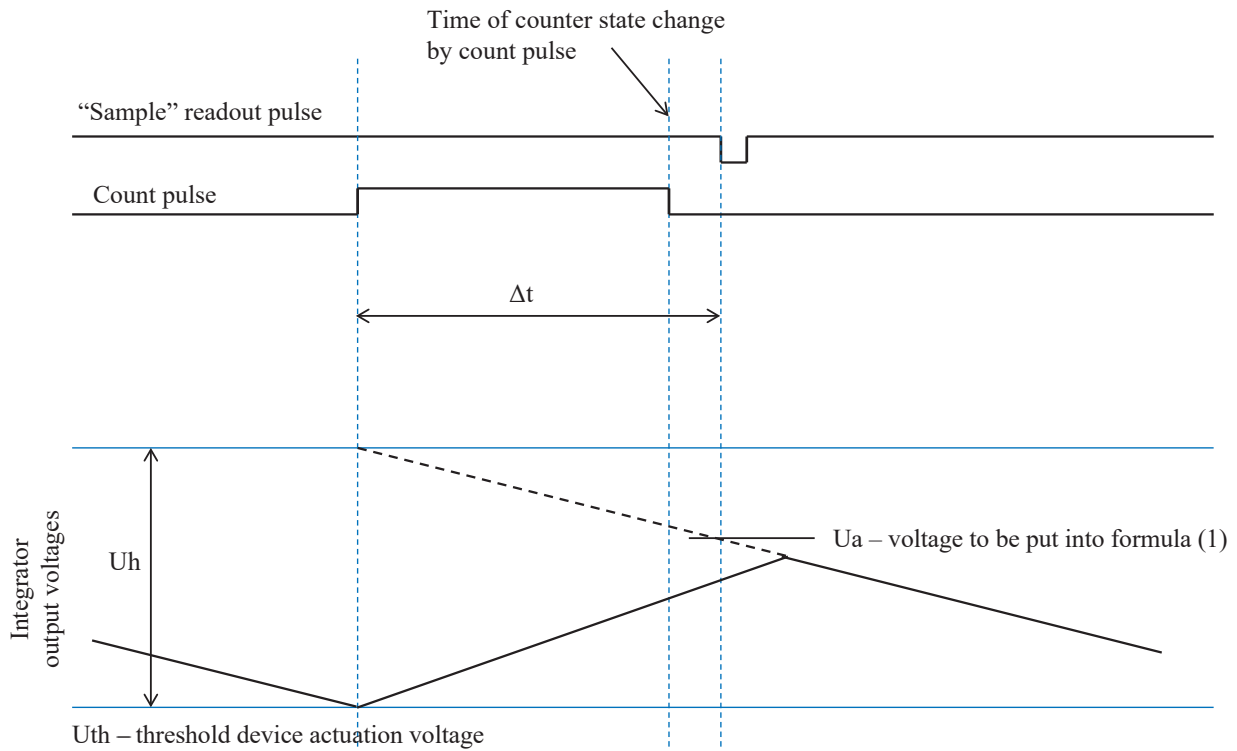 Time of counter state change
by count pulse
“Sample” readout pulse
Count pulse
Δt
Ua – voltage to be put into formula (1)
Uh
Integrator
output voltages
Uth – threshold device actuation voltage